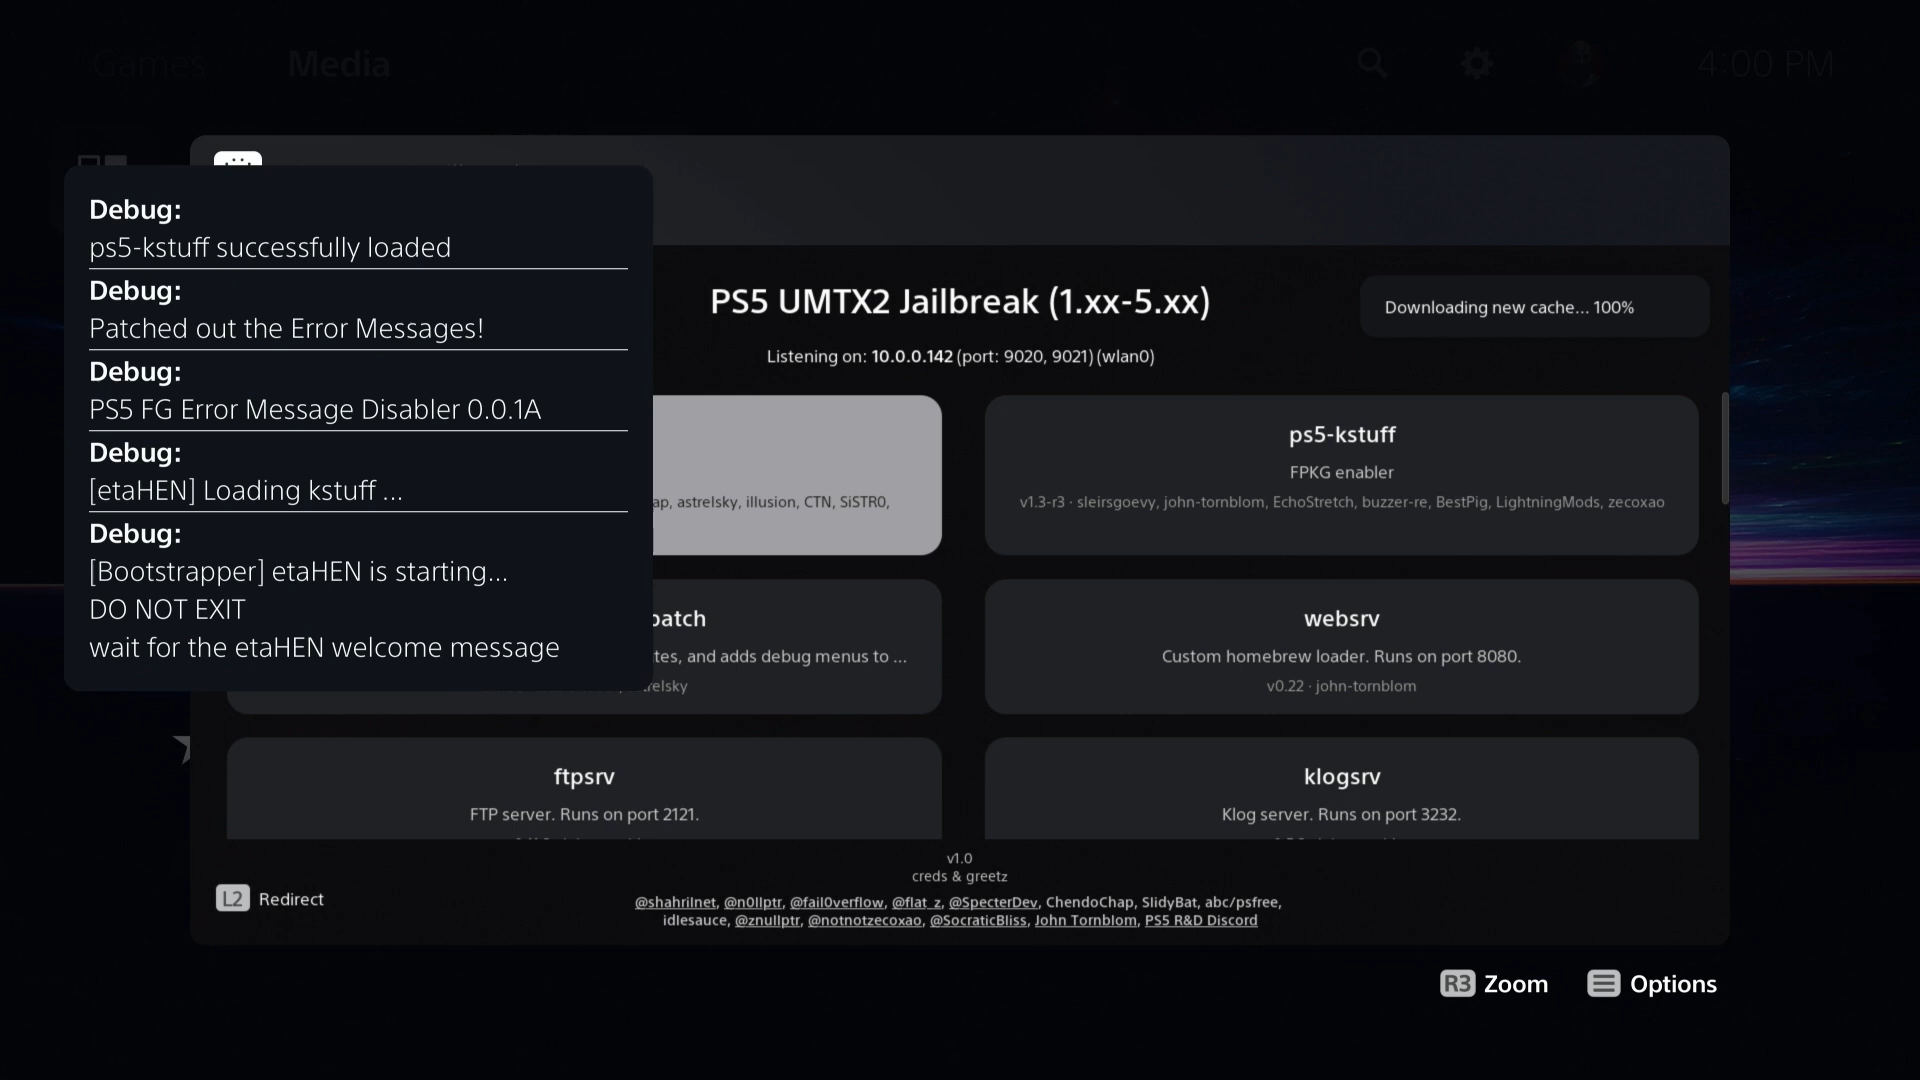 Games
Media
4:00 PM
Debug:
ps5-kstuff successfully loaded
Debug:
Patched out the Error Messages!
Debug:
PS5 FG Error Message Disabler 0.0.1A
Debug:
[etaHEN] Loading kstuff ...
Debug:
[Bootstrapper] etaHEN is starting...
DO NOT EXIT
wait for the etaHEN welcome message
PS5 UMTX2 Jailbreak (1.xx-5.xx)
Downloading new cache... 100%
Listening on: 10.0.0.142 (port: 9020, 9021) (wlan0)
astrelsky, illusion, CTN, SiSTR0,
ps5-kstuff
FPKG enabler
v1.3-r3 · sleirsgoevy, john-tornblom, EchoStretch, buzzer-re, BestPig, LightningMods, zecoxao
and adds debug menus to ...
websrv
Custom homebrew loader. Runs on port 8080.
v0.22 · john-tornblom
ftpsrv
FTP server. Runs on port 2121.
klogsrv
Klog server. Runs on port 3232.
v1.0
creds & greetz
@shahrilnet, @n0llptr, @fail0verflow, @flat_z, @SpecterDev, ChendoChap, SlidyBat, abc/psfree,
idlesauce, @znullptr, @notnotzecoxao, @SocraticBliss, John Tornblom, PS5 R&D Discord
L2 Redirect
R3 Zoom
Options